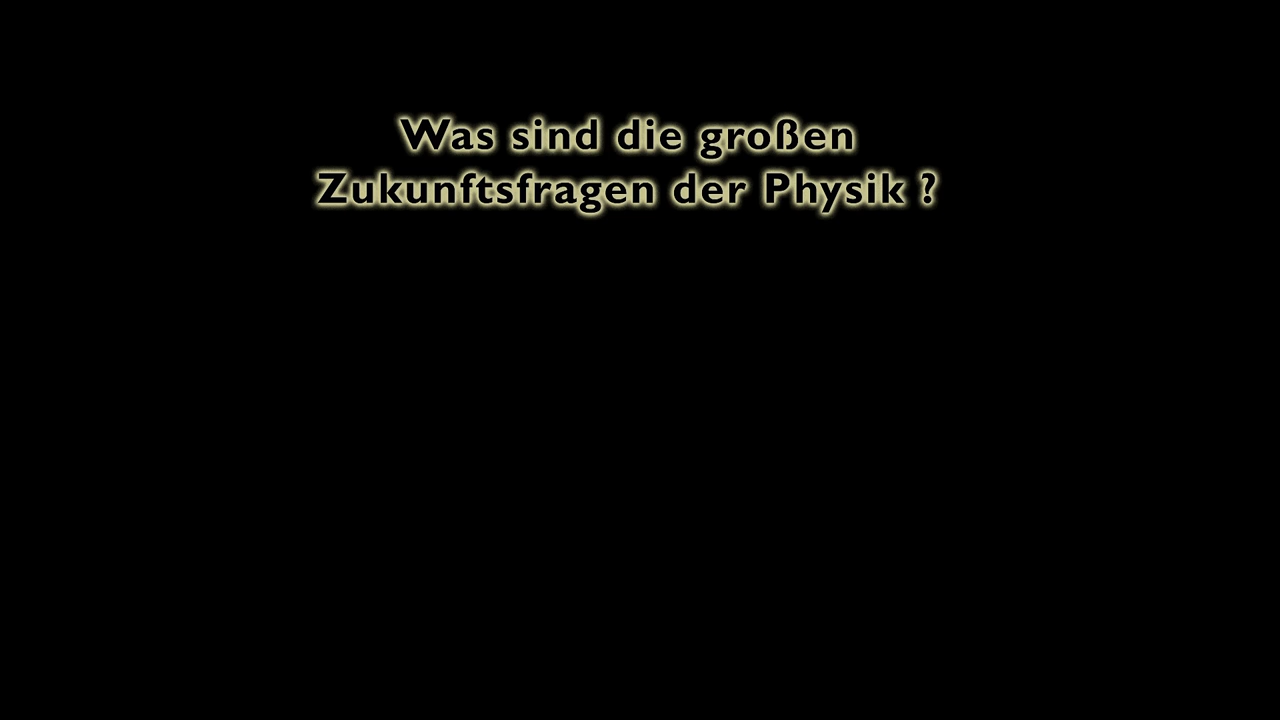 Was sind die großen
Zukunftsfragen der Physik ?